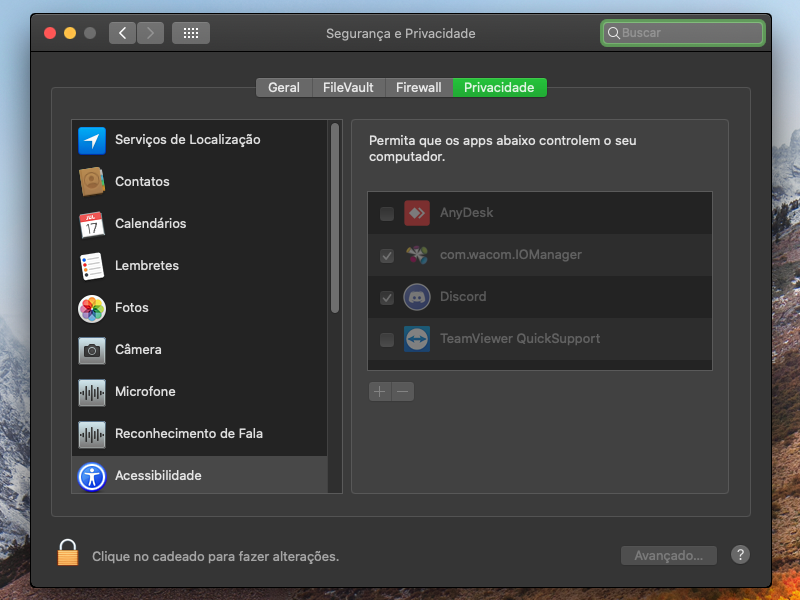 Segurança e Privacidade
Buscar
Geral
FileVault
Firewall
Privacidade
Serviços de Localização
Contatos
JUL
17
Calendários
Lembretes
Fotos
Câmera
Microfone
Reconhecimento de Fala
Acessibilidade
Permita que os apps abaixo controlem o seu
computador.
AnyDesk
com.wacom.IOManager
Discord
TeamViewer QuickSupport
Clique no cadeado para fazer alterações.
Avançado...
?